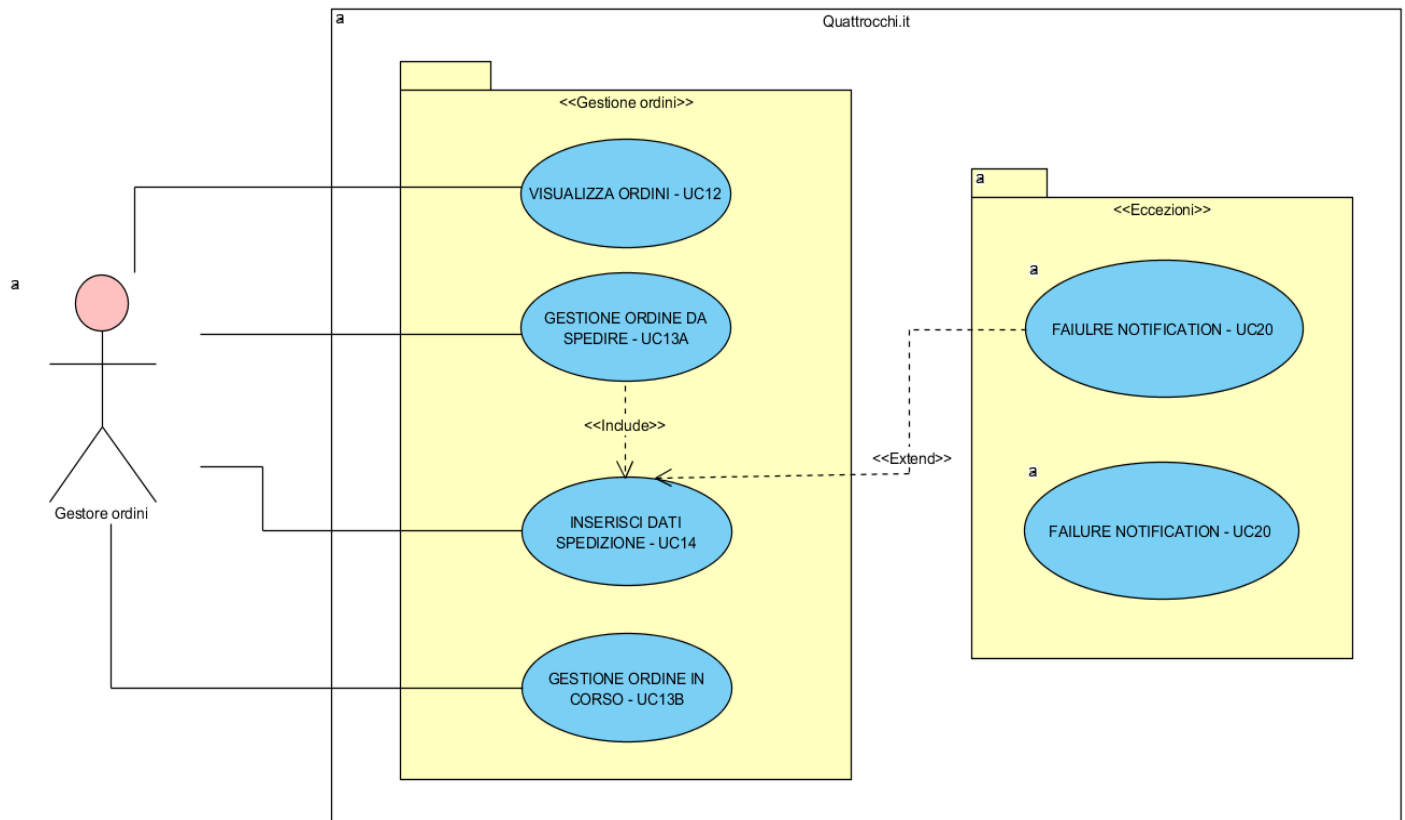 a
Quattrocchi.it
<<Gestione ordini>>
VISUALIZZA ORDINI - UC12
a
<<Eccezioni>>
a
Gestore ordini
GESTIONE ORDINE DA
SPEDIRE - UC13A
<<Include>>
INSERISCI DATI
SPEDIZIONE - UC14
GESTIONE ORDINE IN
CORSO - UC13B
<<Extend>>
a
FAIULRE NOTIFICATION - UC20
a
FAILURE NOTIFICATION - UC20